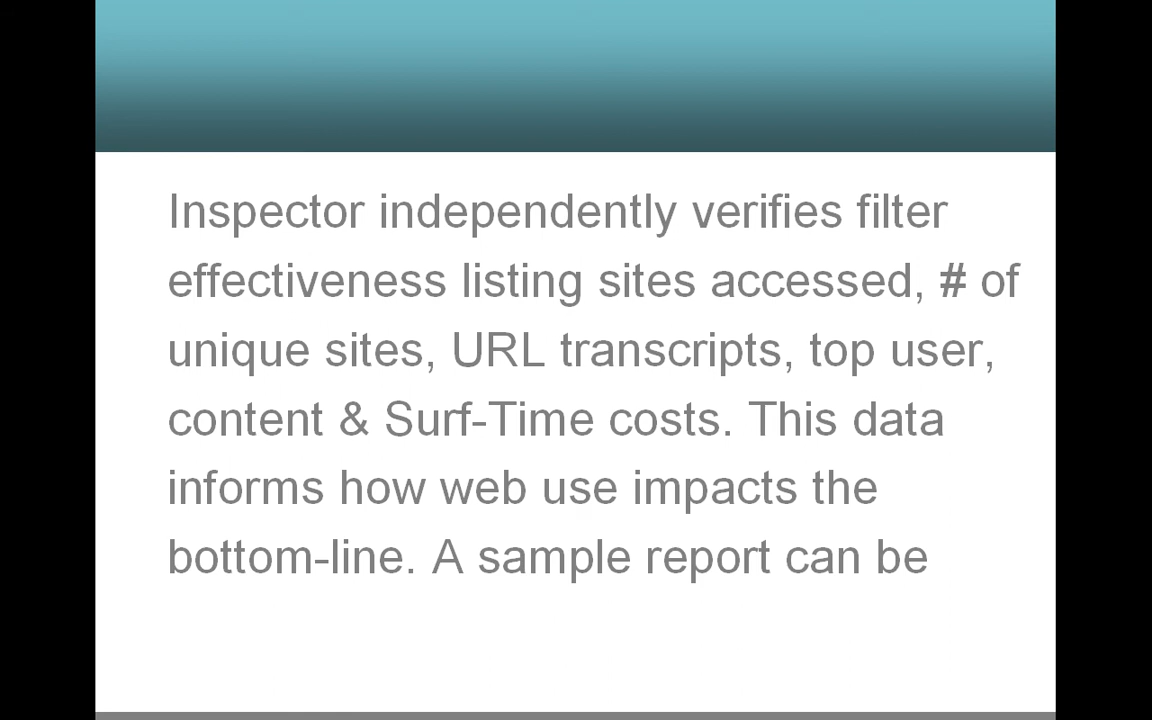 Inspector independently verifies filter
effectiveness listing sites accessed, # of
unique sites, URL transcripts, top user,
content & Surf-Time costs. This data
informs how web use impacts the
bottom-line. A sample report can be